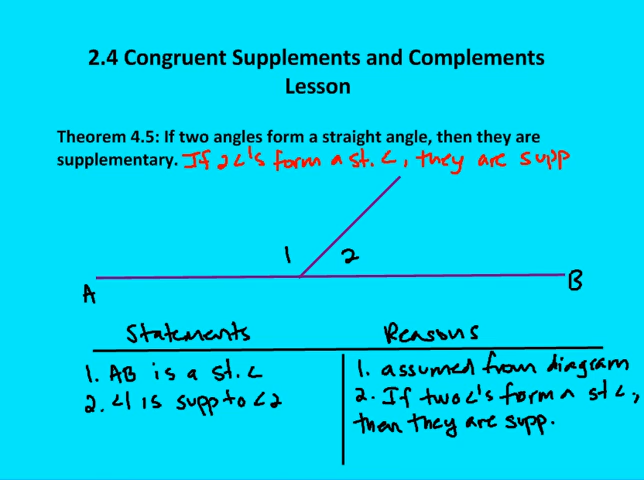 2.4 Congruent Supplements and Complements
Lesson
Theorem 4.5: If two angles form a straight angle, then they are
supplementary. If 2 ∠'s form a st. ∠, they are supp
1 2
A B
Statements Reasons
1. AB is a st. ∠ 1. assumed from diagram
2. ∠1 is supp to ∠2 2. If two ∠'s form a st ∠,
then they are supp.